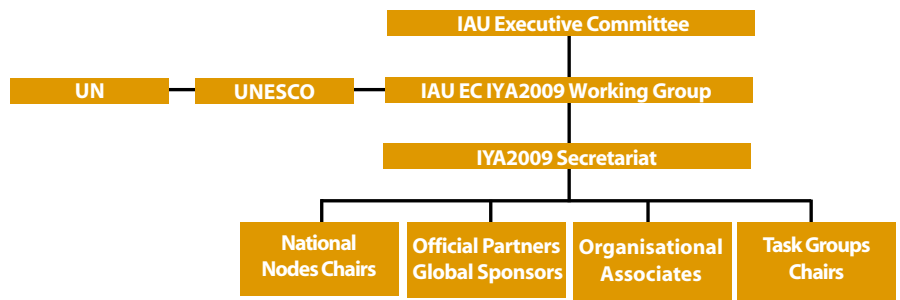 IAU Executive Committee
UN
UNESCO
IAU EC IYA2009 Working Group
IYA2009 Secretariat
National
Nodes Chairs
Official Partners
Global Sponsors
Organisational
Associates
Task Groups
Chairs